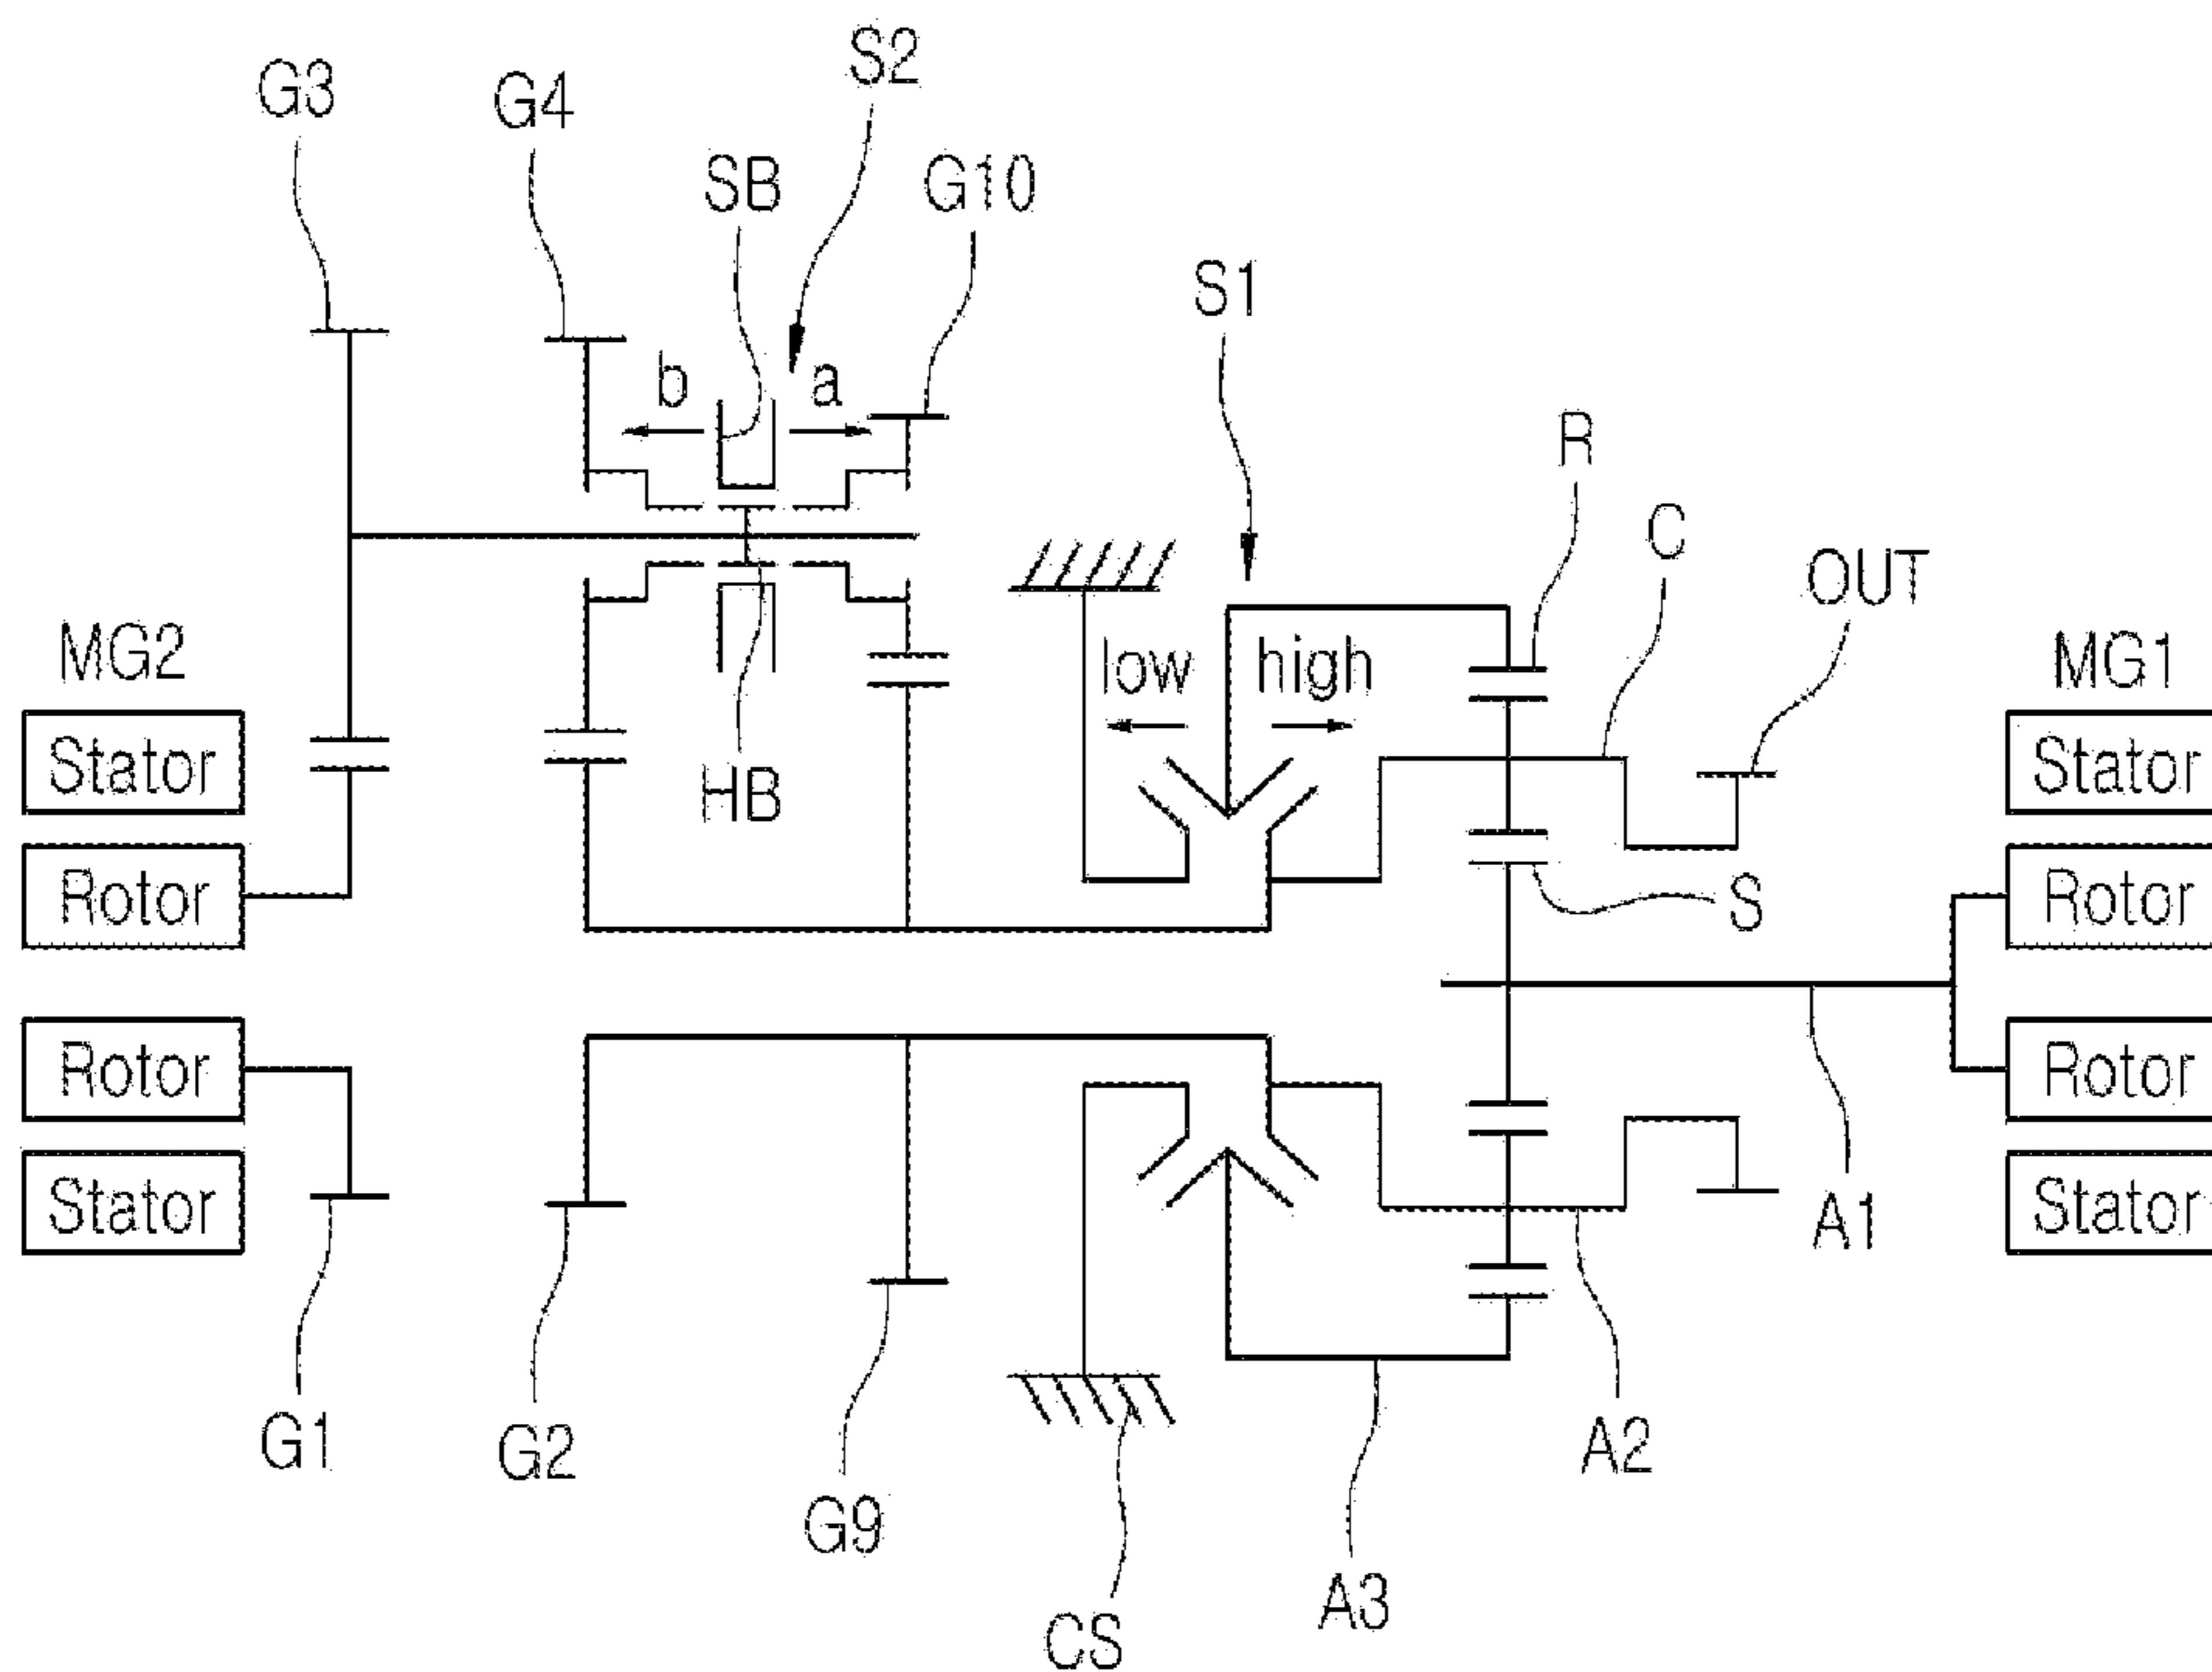 S2
G3
G4
SB
G10
S1
b
a
R
C
OUT
MG2
low
high
MG1
Stator
HB
Stator
Rotor
S
Rotor
Rotor
Rotor
Stator
A1
Stator
G1
G2
A2
G9
A3
CS